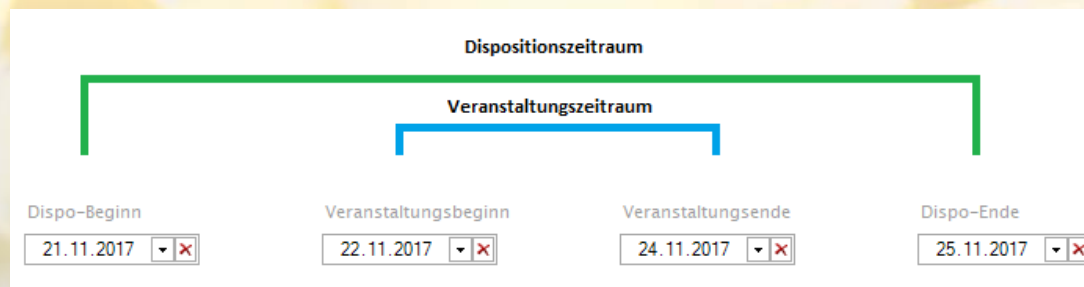 Dispositionszeitraum
Veranstaltungszeitraum
Dispo-Beginn Veranstaltungsbeginn Veranstaltungsende Dispo-Ende
21.11.2017 22.11.2017 24.11.2017 25.11.2017